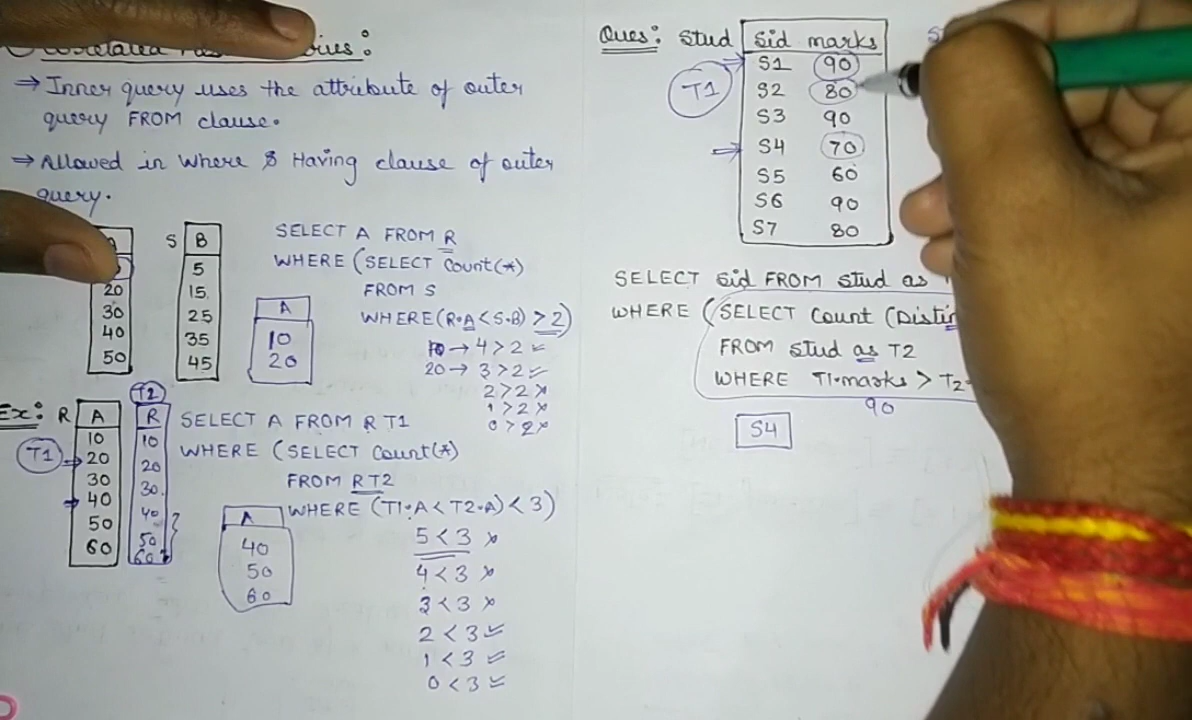 → Inner query uses the attribute of outer
query FROM clause.
→ Allowed in where & Having clause of outer
query.
20
30
40
50
S B
5
15
25
35
45
SELECT A FROM R
WHERE (SELECT Count(*)
FROM S
WHERE (R.A < S.B) > 2)
A
10
20
10 → 4 > 2 ✓
20 → 3 > 2 ✓
2 > 2 ×
1 > 2 ×
0 > 2 ×
Ex: R A
10
20
30
40
50
60
T1
T2
R
10
20
30
40
50
60
SELECT A FROM R T1
WHERE (SELECT Count(*)
FROM R T2
WHERE (T1.A < T2.A) < 3)
A
40
50
60
5 < 3 ×
4 < 3 ×
3 < 3 ×
2 < 3 ✓
1 < 3 ✓
0 < 3 ✓
Ques: Stud Sid marks
T1
S1 90
S2 80
S3 90
S4 70
S5 60
S6 90
S7 80
SELECT Sid FROM Stud as
WHERE (SELECT Count (Distin
FROM Stud as T2
WHERE T1.marks > T2.
90
S4